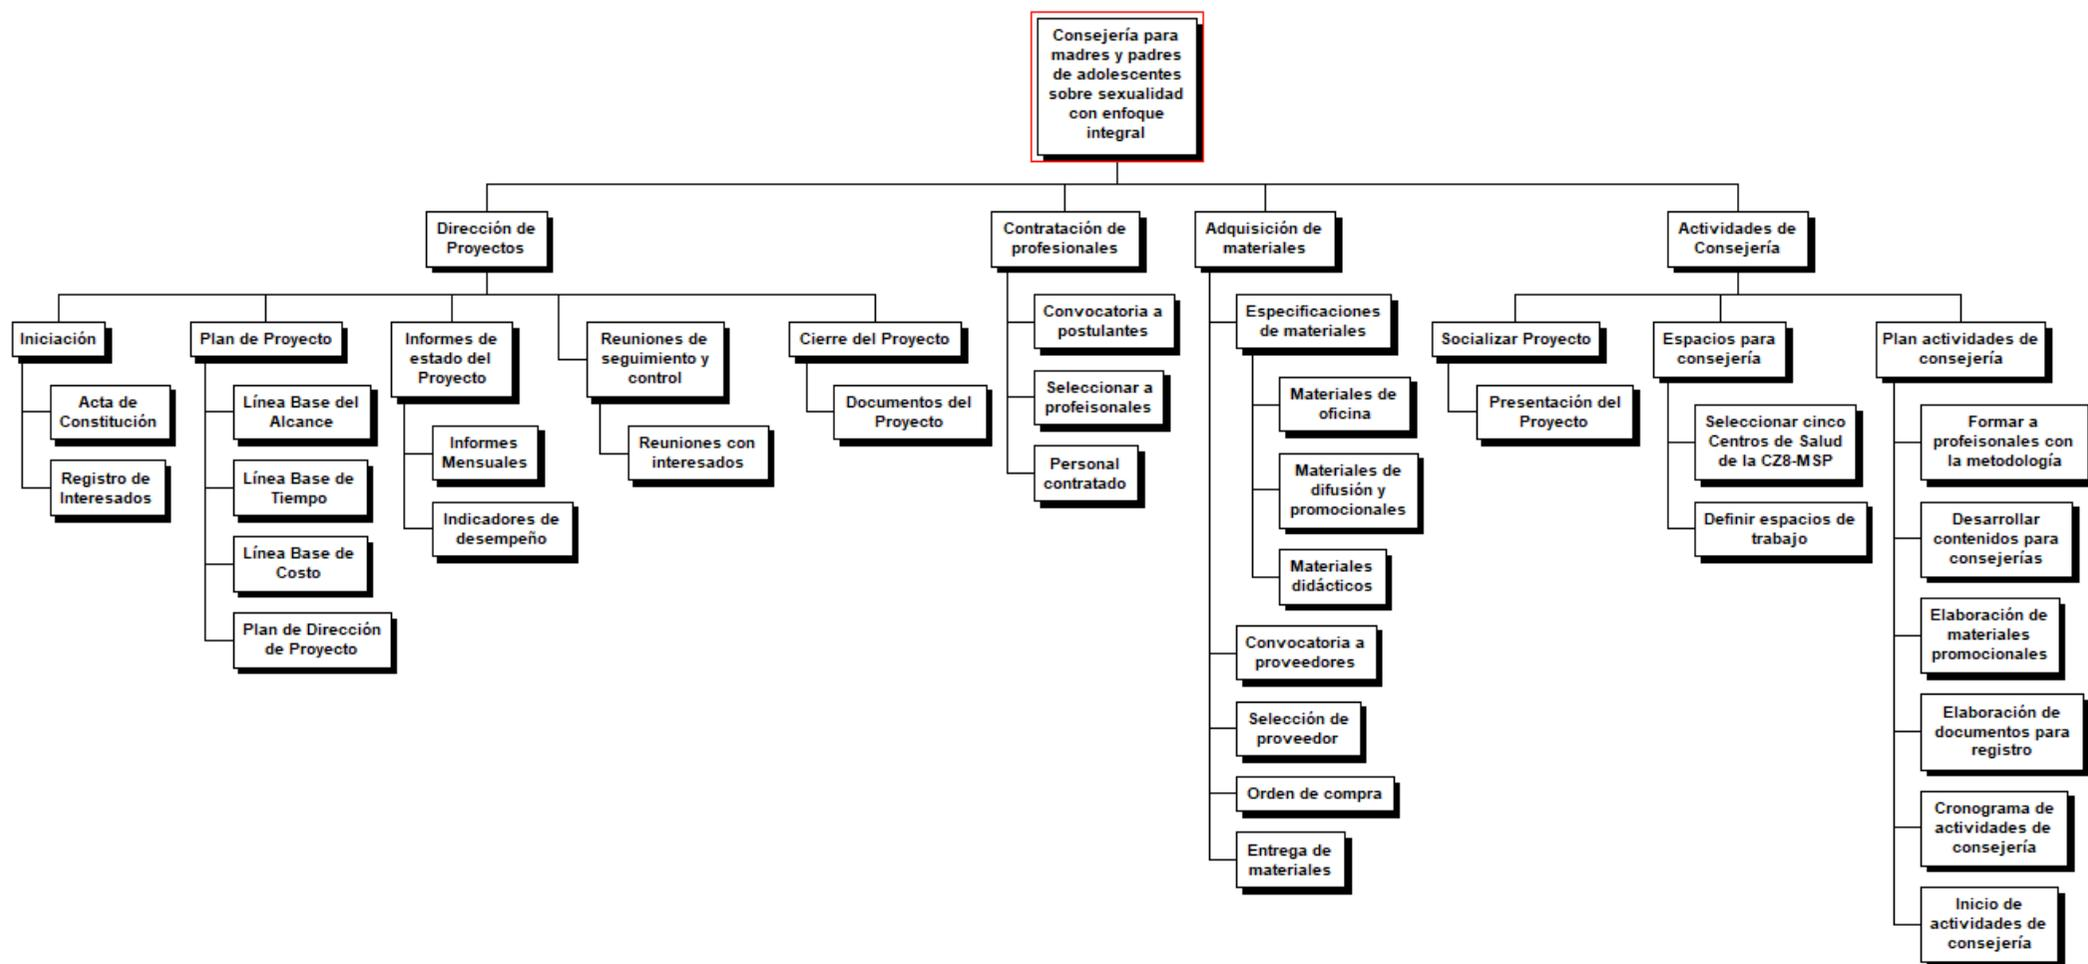 Consejería para
madres y padres
de adolescentes
sobre sexualidad
con enfoque
integral
Dirección de
Proyectos
Iniciación
Acta de
Constitución
Registro de
Interesados
Plan de Proyecto
Línea Base del
Alcance
Línea Base de
Tiempo
Línea Base de
Costo
Plan de Dirección
de Proyecto
Informes de
estado del
Proyecto
Informes
Mensuales
Indicadores de
desempeño
Reuniones de
seguimiento y
control
Reuniones con
interesados
Cierre del Proyecto
Documentos del
Proyecto
Contratación de
profesionales
Convocatoria a
postulantes
Seleccionar a
profeisonales
Personal
contratado
Adquisición de
materiales
Especificaciones
de materiales
Materiales de
oficina
Materiales de
difusión y
promocionales
Materiales
didácticos
Convocatoria a
proveedores
Selección de
proveedor
Orden de compra
Entrega de
materiales
Actividades de
Consejería
Socializar Proyecto
Presentación del
Proyecto
Espacios para
consejería
Seleccionar cinco
Centros de Salud
de la CZ8-MSP
Definir espacios de
trabajo
Plan actividades de
consejería
Formar a
profeisonales con
la metodología
Desarrollar
contenidos para
consejerías
Elaboración de
materiales
promocionales
Elaboración de
documentos para
registro
Cronograma de
actividades de
consejería
Inicio de
actividades de
consejería